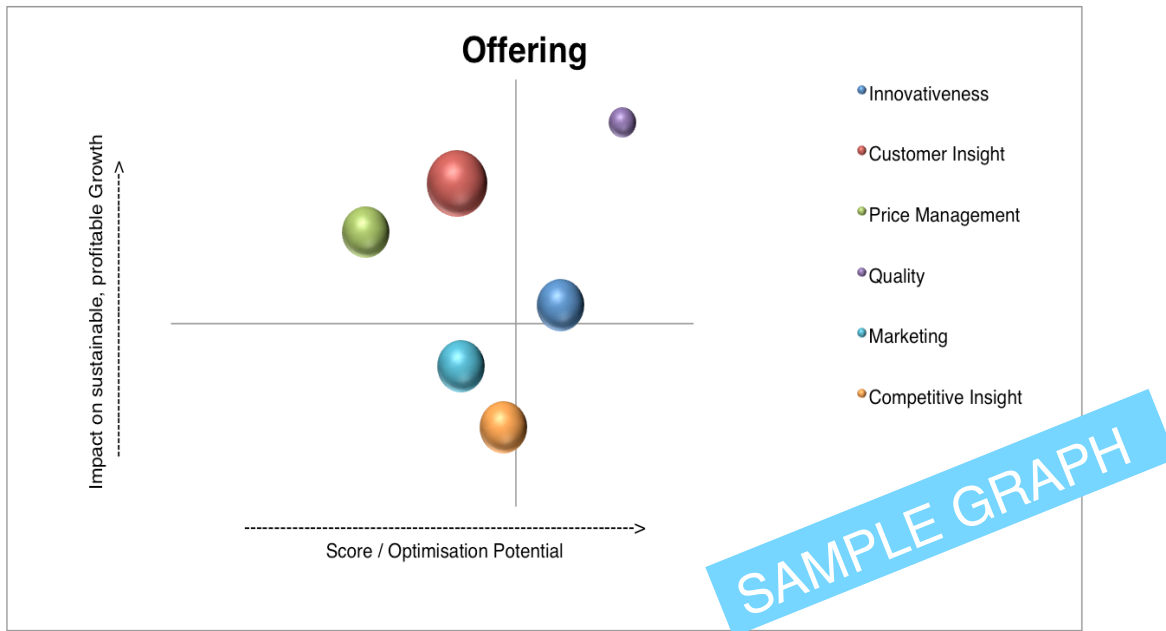 Offering
Impact on sustainable, profitable Growth
Innovativeness
Customer Insight
Price Management
Quality
Marketing
Competitive Insight
Score / Optimisation Potential
SAMPLE GRAPH